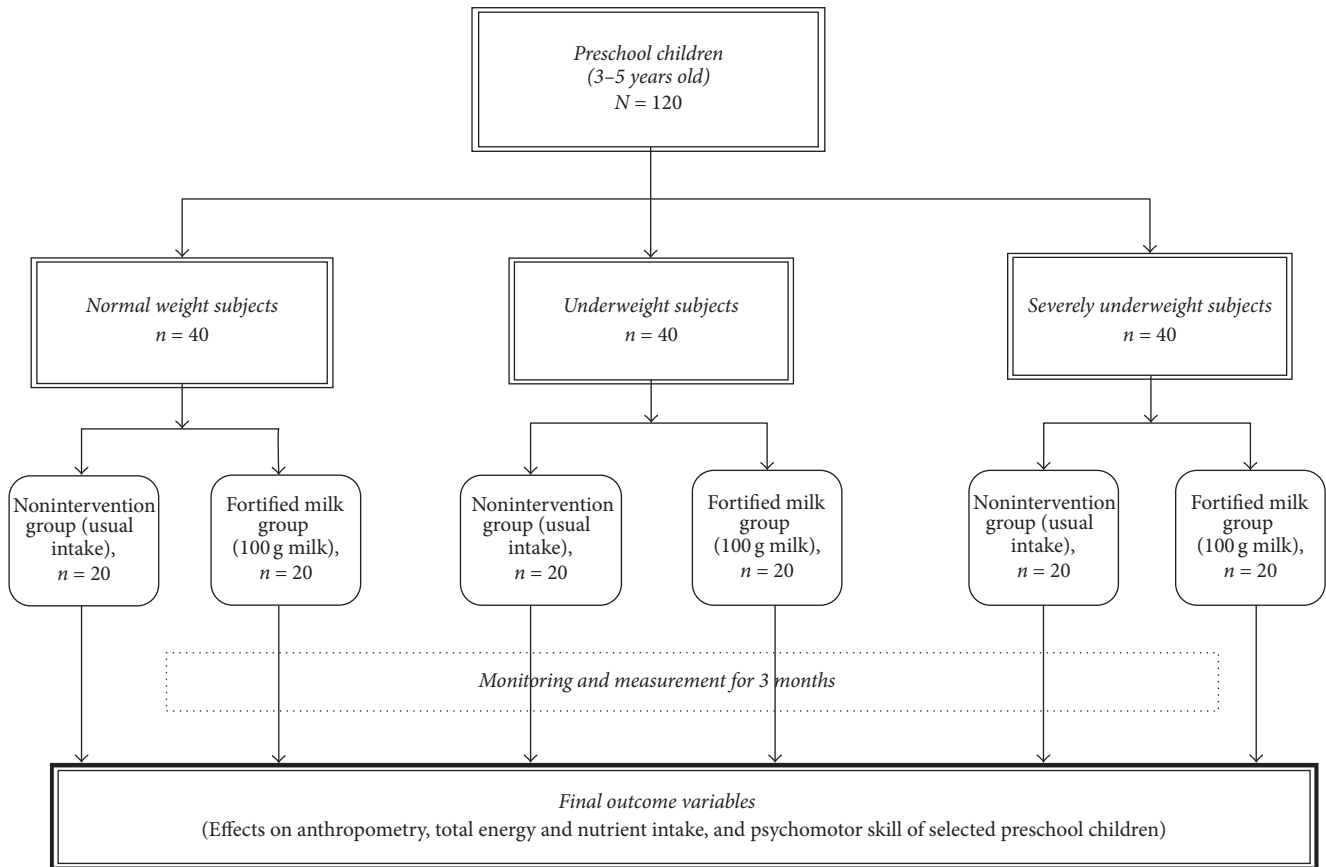 Preschool children
(3–5 years old)
N = 120
Normal weight subjects
n = 40
Underweight subjects
n = 40
Severely underweight subjects
n = 40
Nonintervention
group (usual
intake),
n = 20
Fortified milk
group
(100 g milk),
n = 20
Nonintervention
group (usual
intake),
n = 20
Fortified milk
group
(100 g milk),
n = 20
Nonintervention
group (usual
intake),
n = 20
Fortified milk
group
(100 g milk),
n = 20
Monitoring and measurement for 3 months
Final outcome variables
(Effects on anthropometry, total energy and nutrient intake, and psychomotor skill of selected preschool children)